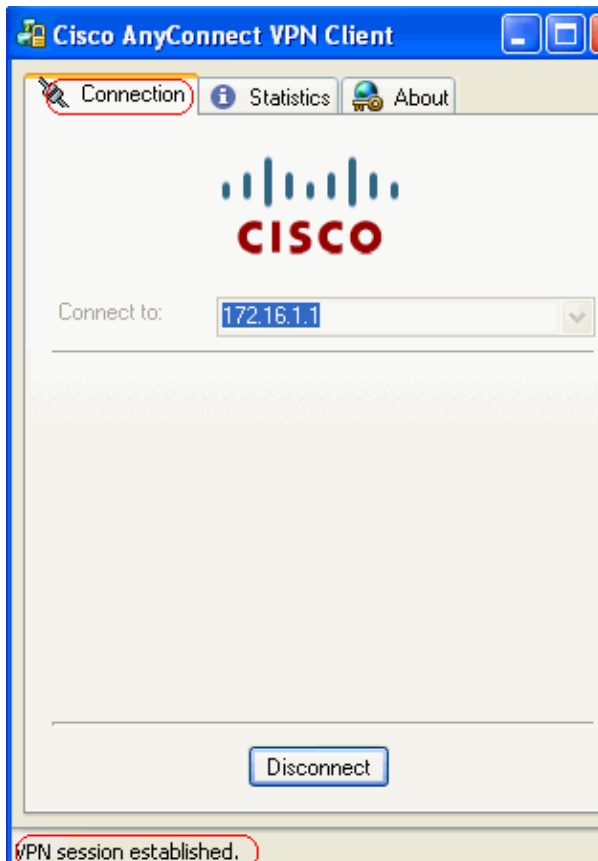 Cisco AnyConnect VPN Client
Connection Statistics About
CISCO
Connect to: 172.16.1.1
Disconnect
VPN session established.